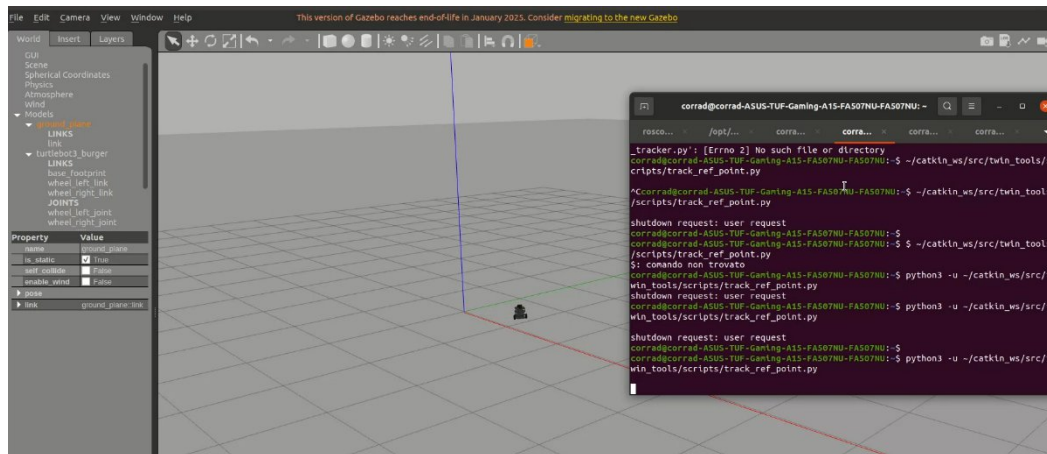 File Edit Camera View Window Help
This version of Gazebo reaches end-of-life in January 2025. Consider migrating to the new Gazebo
World Insert Layers
GUI
Scene
Spherical Coordinates
Physics
Atmosphere
Wind
Models
ground_plane
LINKS
link
turtlebot3_burger
LINKS
base_footprint
wheel_left_link
wheel_right_link
JOINTS
wheel_left_joint
wheel_right_joint
Property Value
name ground_plane
is_static True
self_collide False
enable_wind False
pose
link ground_plane::link
corrad@corrad-ASUS-TUF-Gaming-A15-FA507NU-FA507NU: ~
rosco... /opt/... corra... corra... corra... corra...
_tracker.py': [Errno 2] No such file or directory
corrad@corrad-ASUS-TUF-Gaming-A15-FA507NU-FA507NU:~$ ~/catkin_ws/src/twin_tools/s
cripts/track_ref_point.py
^Ccorrad@corrad-ASUS-TUF-Gaming-A15-FA507NU-FA507NU:~$ ~/catkin_ws/src/twin_tools
/scripts/track_ref_point.py
shutdown request: user request
corrad@corrad-ASUS-TUF-Gaming-A15-FA507NU-FA507NU:~$
corrad@corrad-ASUS-TUF-Gaming-A15-FA507NU-FA507NU:~$ $ ~/catkin_ws/src/twin_tools
/scripts/track_ref_point.py
$: comando non trovato
corrad@corrad-ASUS-TUF-Gaming-A15-FA507NU-FA507NU:~$ python3 -u ~/catkin_ws/src/
win_tools/scripts/track_ref_point.py
shutdown request: user request
corrad@corrad-ASUS-TUF-Gaming-A15-FA507NU-FA507NU:~$ python3 -u ~/catkin_ws/src/
win_tools/scripts/track_ref_point.py
shutdown request: user request
corrad@corrad-ASUS-TUF-Gaming-A15-FA507NU-FA507NU:~$
corrad@corrad-ASUS-TUF-Gaming-A15-FA507NU-FA507NU:~$ python3 -u ~/catkin_ws/src/
win_tools/scripts/track_ref_point.py